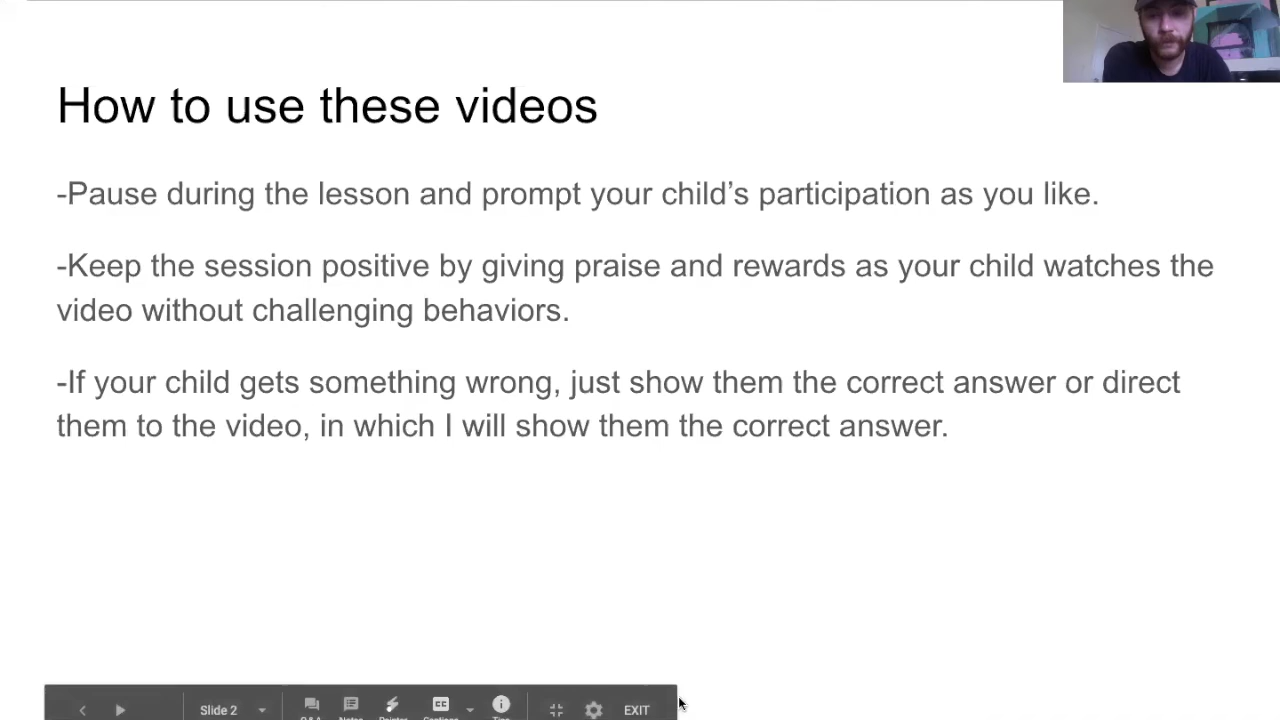 How to use these videos
-Pause during the lesson and prompt your child’s participation as you like.
-Keep the session positive by giving praise and rewards as your child watches the
video without challenging behaviors.
-If your child gets something wrong, just show them the correct answer or direct
them to the video, in which I will show them the correct answer.
Slide 2
CC
EXIT